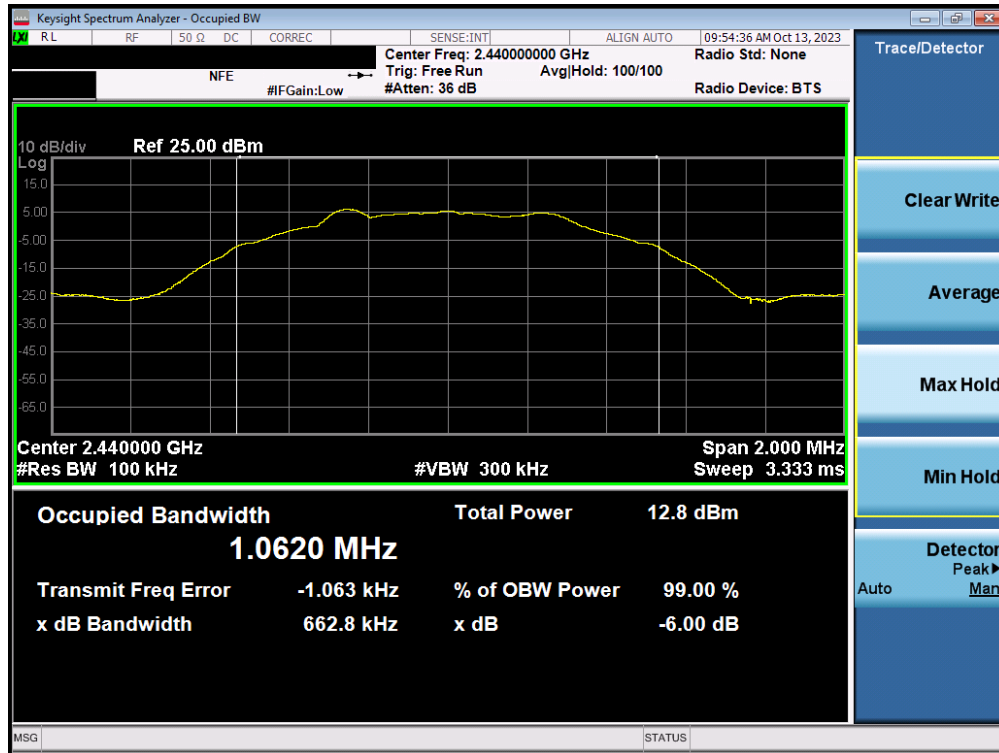 Keysight Spectrum Analyzer - Occupied BW
LXI RL RF 50 Ω DC CORREC SENSE:INT ALIGN AUTO 09:54:36 AM Oct 13, 2023
Center Freq: 2.440000000 GHz Radio Std: None
NFE Trig: Free Run Avg|Hold: 100/100
#IFGain:Low #Atten: 36 dB Radio Device: BTS
10 dB/div Ref 25.00 dBm
Log
15.0
5.00
-5.00
-15.0
-25.0
-35.0
-45.0
-55.0
-65.0
Center 2.440000 GHz Span 2.000 MHz
#Res BW 100 kHz #VBW 300 kHz Sweep 3.333 ms
Occupied Bandwidth Total Power 12.8 dBm
1.0620 MHz
Transmit Freq Error -1.063 kHz % of OBW Power 99.00 %
x dB Bandwidth 662.8 kHz x dB -6.00 dB
MSG STATUS
Trace/Detector
Clear Write
Average
Max Hold
Min Hold
Detector
Peak▶
Auto Man